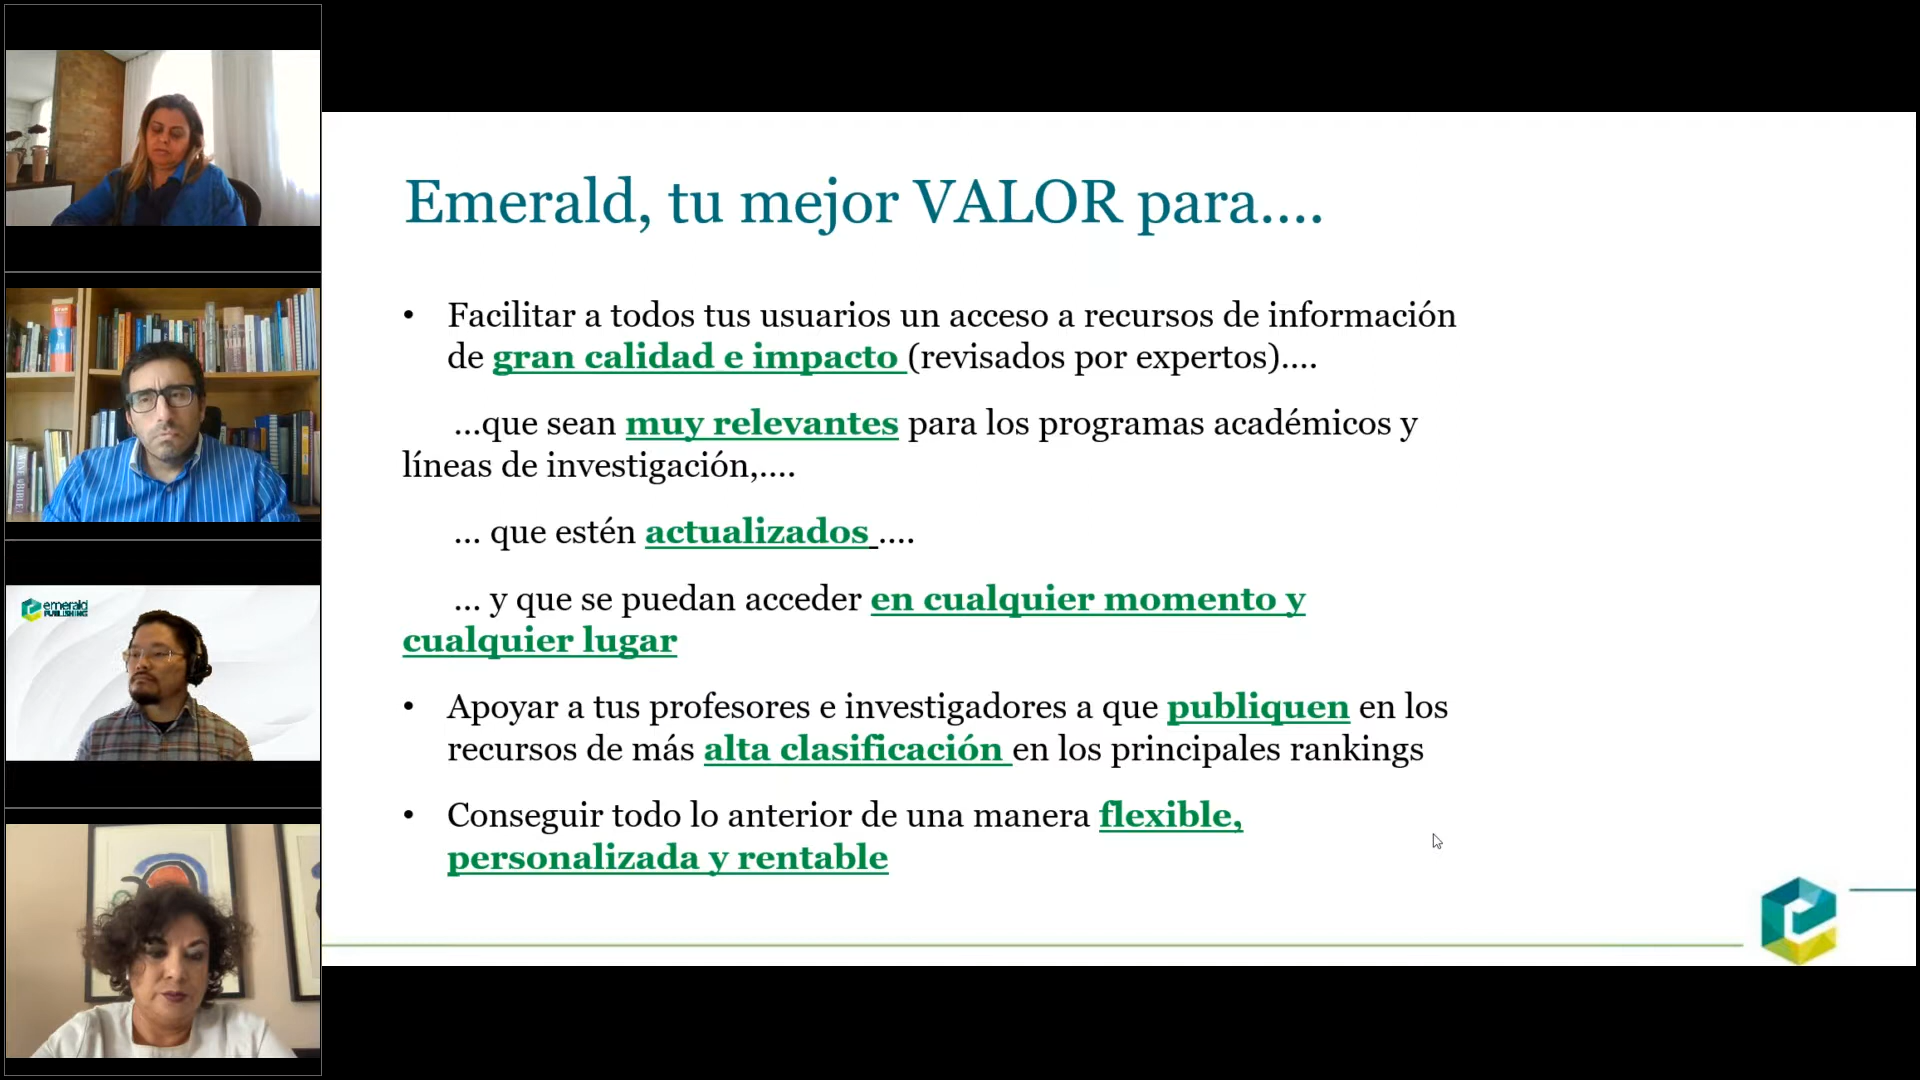 Emerald, tu mejor VALOR para....
• Facilitar a todos tus usuarios un acceso a recursos de información
de gran calidad e impacto (revisados por expertos)....
...que sean muy relevantes para los programas académicos y
líneas de investigación,....
... que estén actualizados ....
... y que se puedan acceder en cualquier momento y
cualquier lugar
• Apoyar a tus profesores e investigadores a que publiquen en los
recursos de más alta clasificación en los principales rankings
• Conseguir todo lo anterior de una manera flexible,
personalizada y rentable
emerald
PUBLISHING